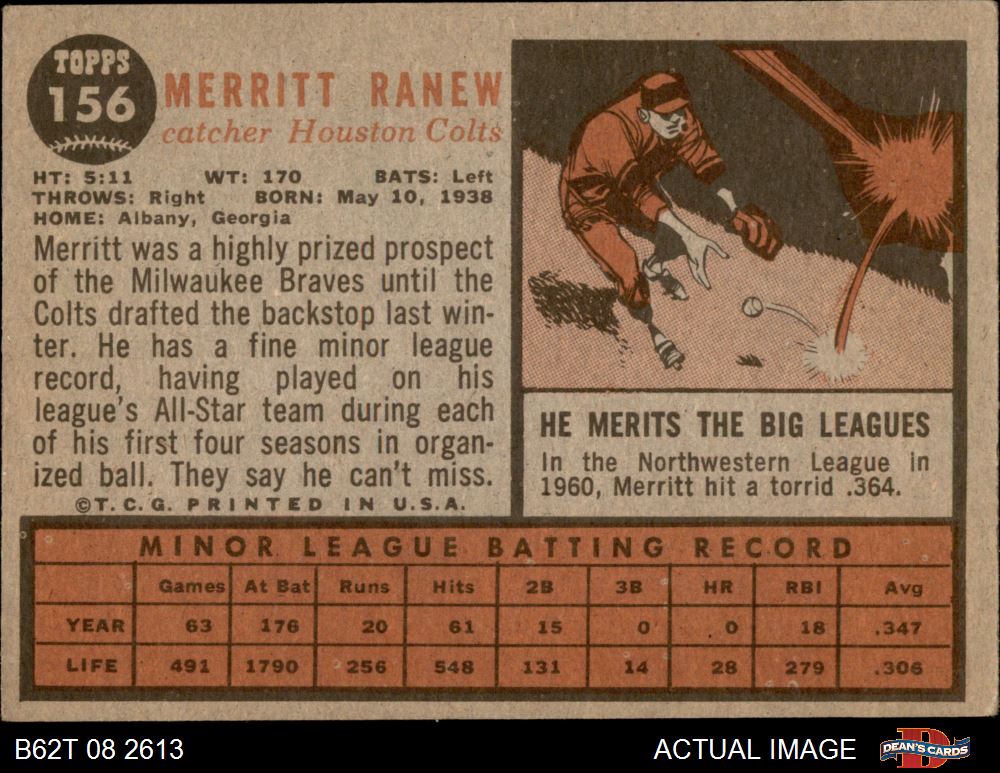 TOPPS
156
MERRITT RANEW
catcher Houston Colts
HT: 5:11 WT: 170 BATS: Left
THROWS: Right BORN: May 10, 1938
HOME: Albany, Georgia
Merritt was a highly prized prospect
of the Milwaukee Braves until the
Colts drafted the backstop last win-
ter. He has a fine minor league
record, having played on his
league's All-Star team during each
of his first four seasons in organ-
ized ball. They say he can't miss.
©T.C.G. PRINTED IN U.S.A.
HE MERITS THE BIG LEAGUES
In the Northwestern League in
1960, Merritt hit a torrid .364.
MINOR LEAGUE BATTING RECORD
Games At Bat Runs Hits 2B 3B HR RBI Avg
YEAR 63 176 20 61 15 0 0 18 .347
LIFE 491 1790 256 548 131 14 28 279 .306
B62T 08 2613 ACTUAL IMAGE DEAN'S CARDS